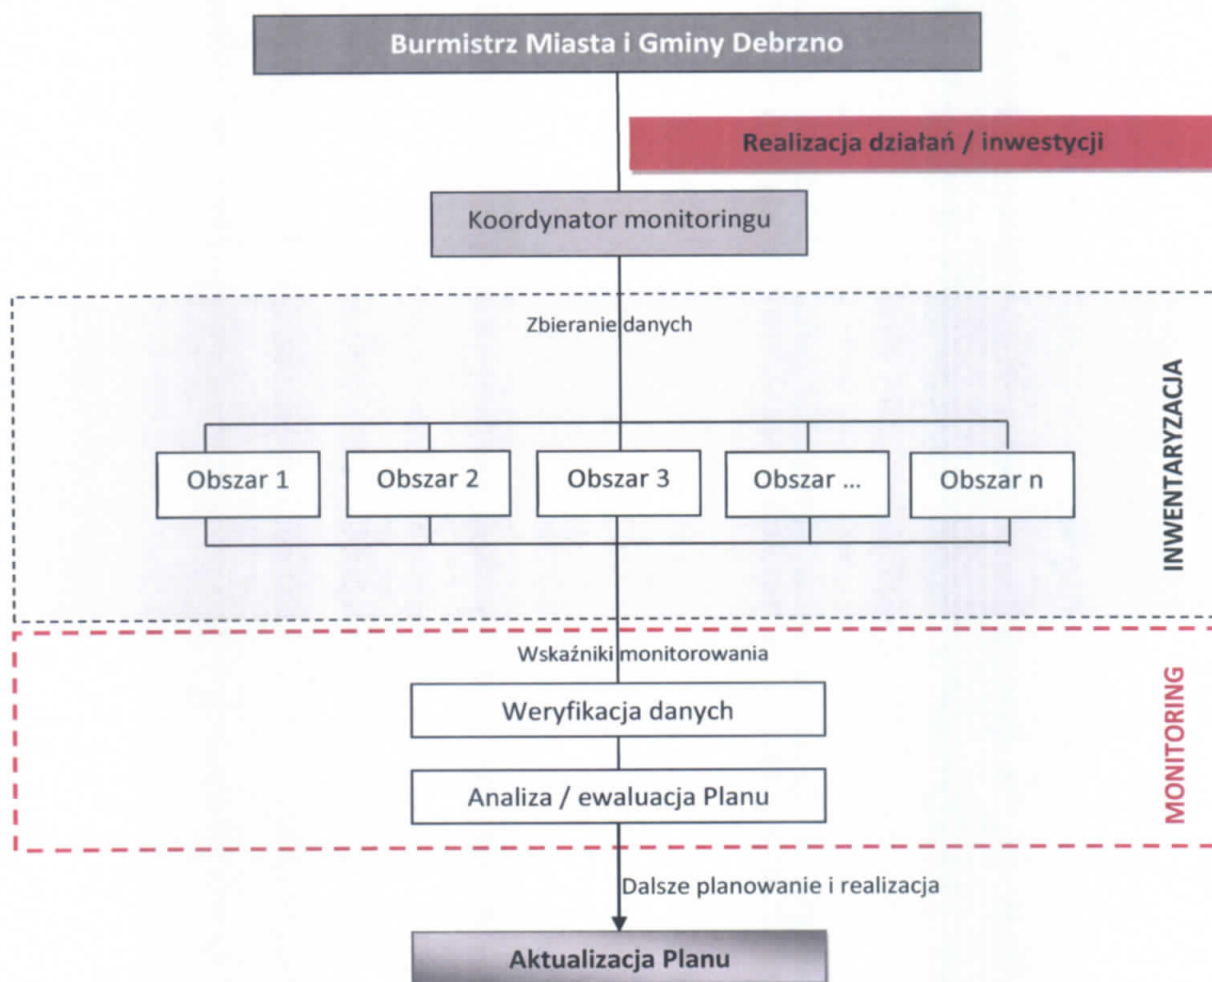 Burmistrz Miasta i Gminy Debrzno
Realizacja działań / inwestycji
Koordynator monitoringu
Zbieranie danych
Obszar 1
Obszar 2
Obszar 3
Obszar ...
Obszar n
INWENTARYZACJA
Wskaźniki monitorowania
Weryfikacja danych
Analiza / ewaluacja Planu
MONITORING
Dalsze planowanie i realizacja
Aktualizacja Planu